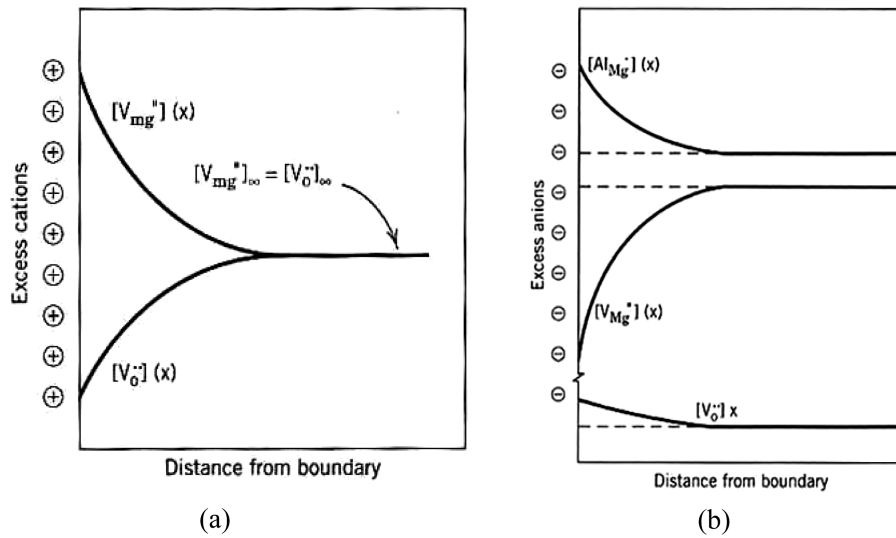 [V_mg''] (x)
[V_mg'']∞ = [V_O··]∞
[V_O··] (x)
Excess cations
Distance from boundary
(a)
[Al_Mg·] (x)
[V_Mg''] (x)
[V_O··] x
Excess anions
Distance from boundary
(b)